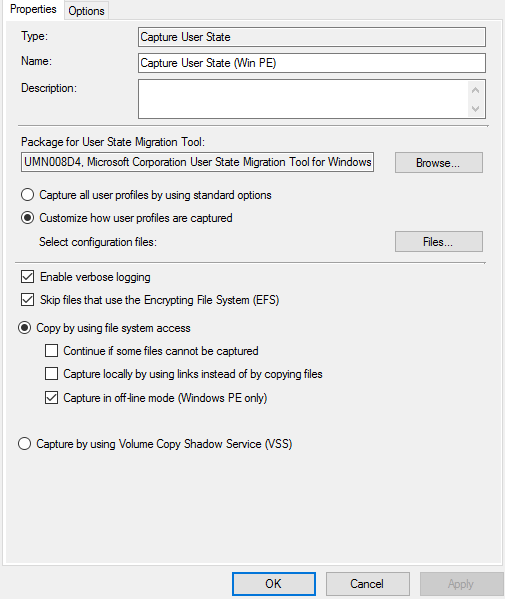 Properties
Options
Type:
Capture User State
Name:
Capture User State (Win PE)
Description:
Package for User State Migration Tool:
UMN008D4, Microsoft Corporation User State Migration Tool for Windows
Browse...
Capture all user profiles by using standard options
Customize how user profiles are captured
Select configuration files:
Files...
Enable verbose logging
Skip files that use the Encrypting File System (EFS)
Copy by using file system access
Continue if some files cannot be captured
Capture locally by using links instead of by copying files
Capture in off-line mode (Windows PE only)
Capture by using Volume Copy Shadow Service (VSS)
OK
Cancel
Apply